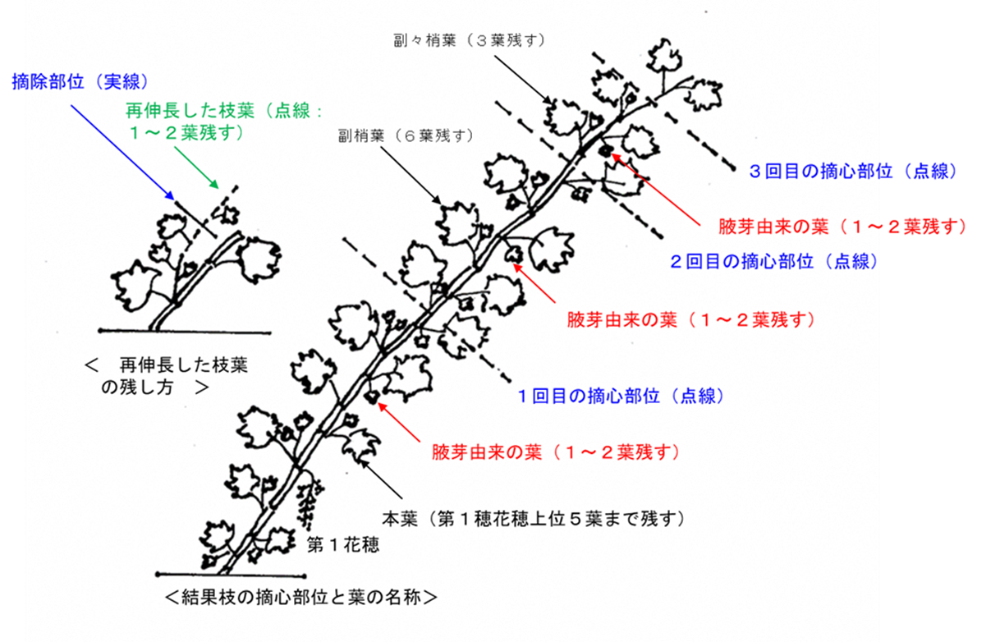 副々梢葉（３葉残す）
摘除部位（実線）
再伸長した枝葉（点線：
１～２葉残す）
副梢葉（６葉残す）
３回目の摘心部位（点線）
腋芽由来の葉（１～２葉残す）
２回目の摘心部位（点線）
腋芽由来の葉（１～２葉残す）
＜　再伸長した枝葉
の残し方　＞
１回目の摘心部位（点線）
腋芽由来の葉（１～２葉残す）
本葉（第１穂花穂上位５葉まで残す）
第１花穂
＜結果枝の摘心部位と葉の名称＞